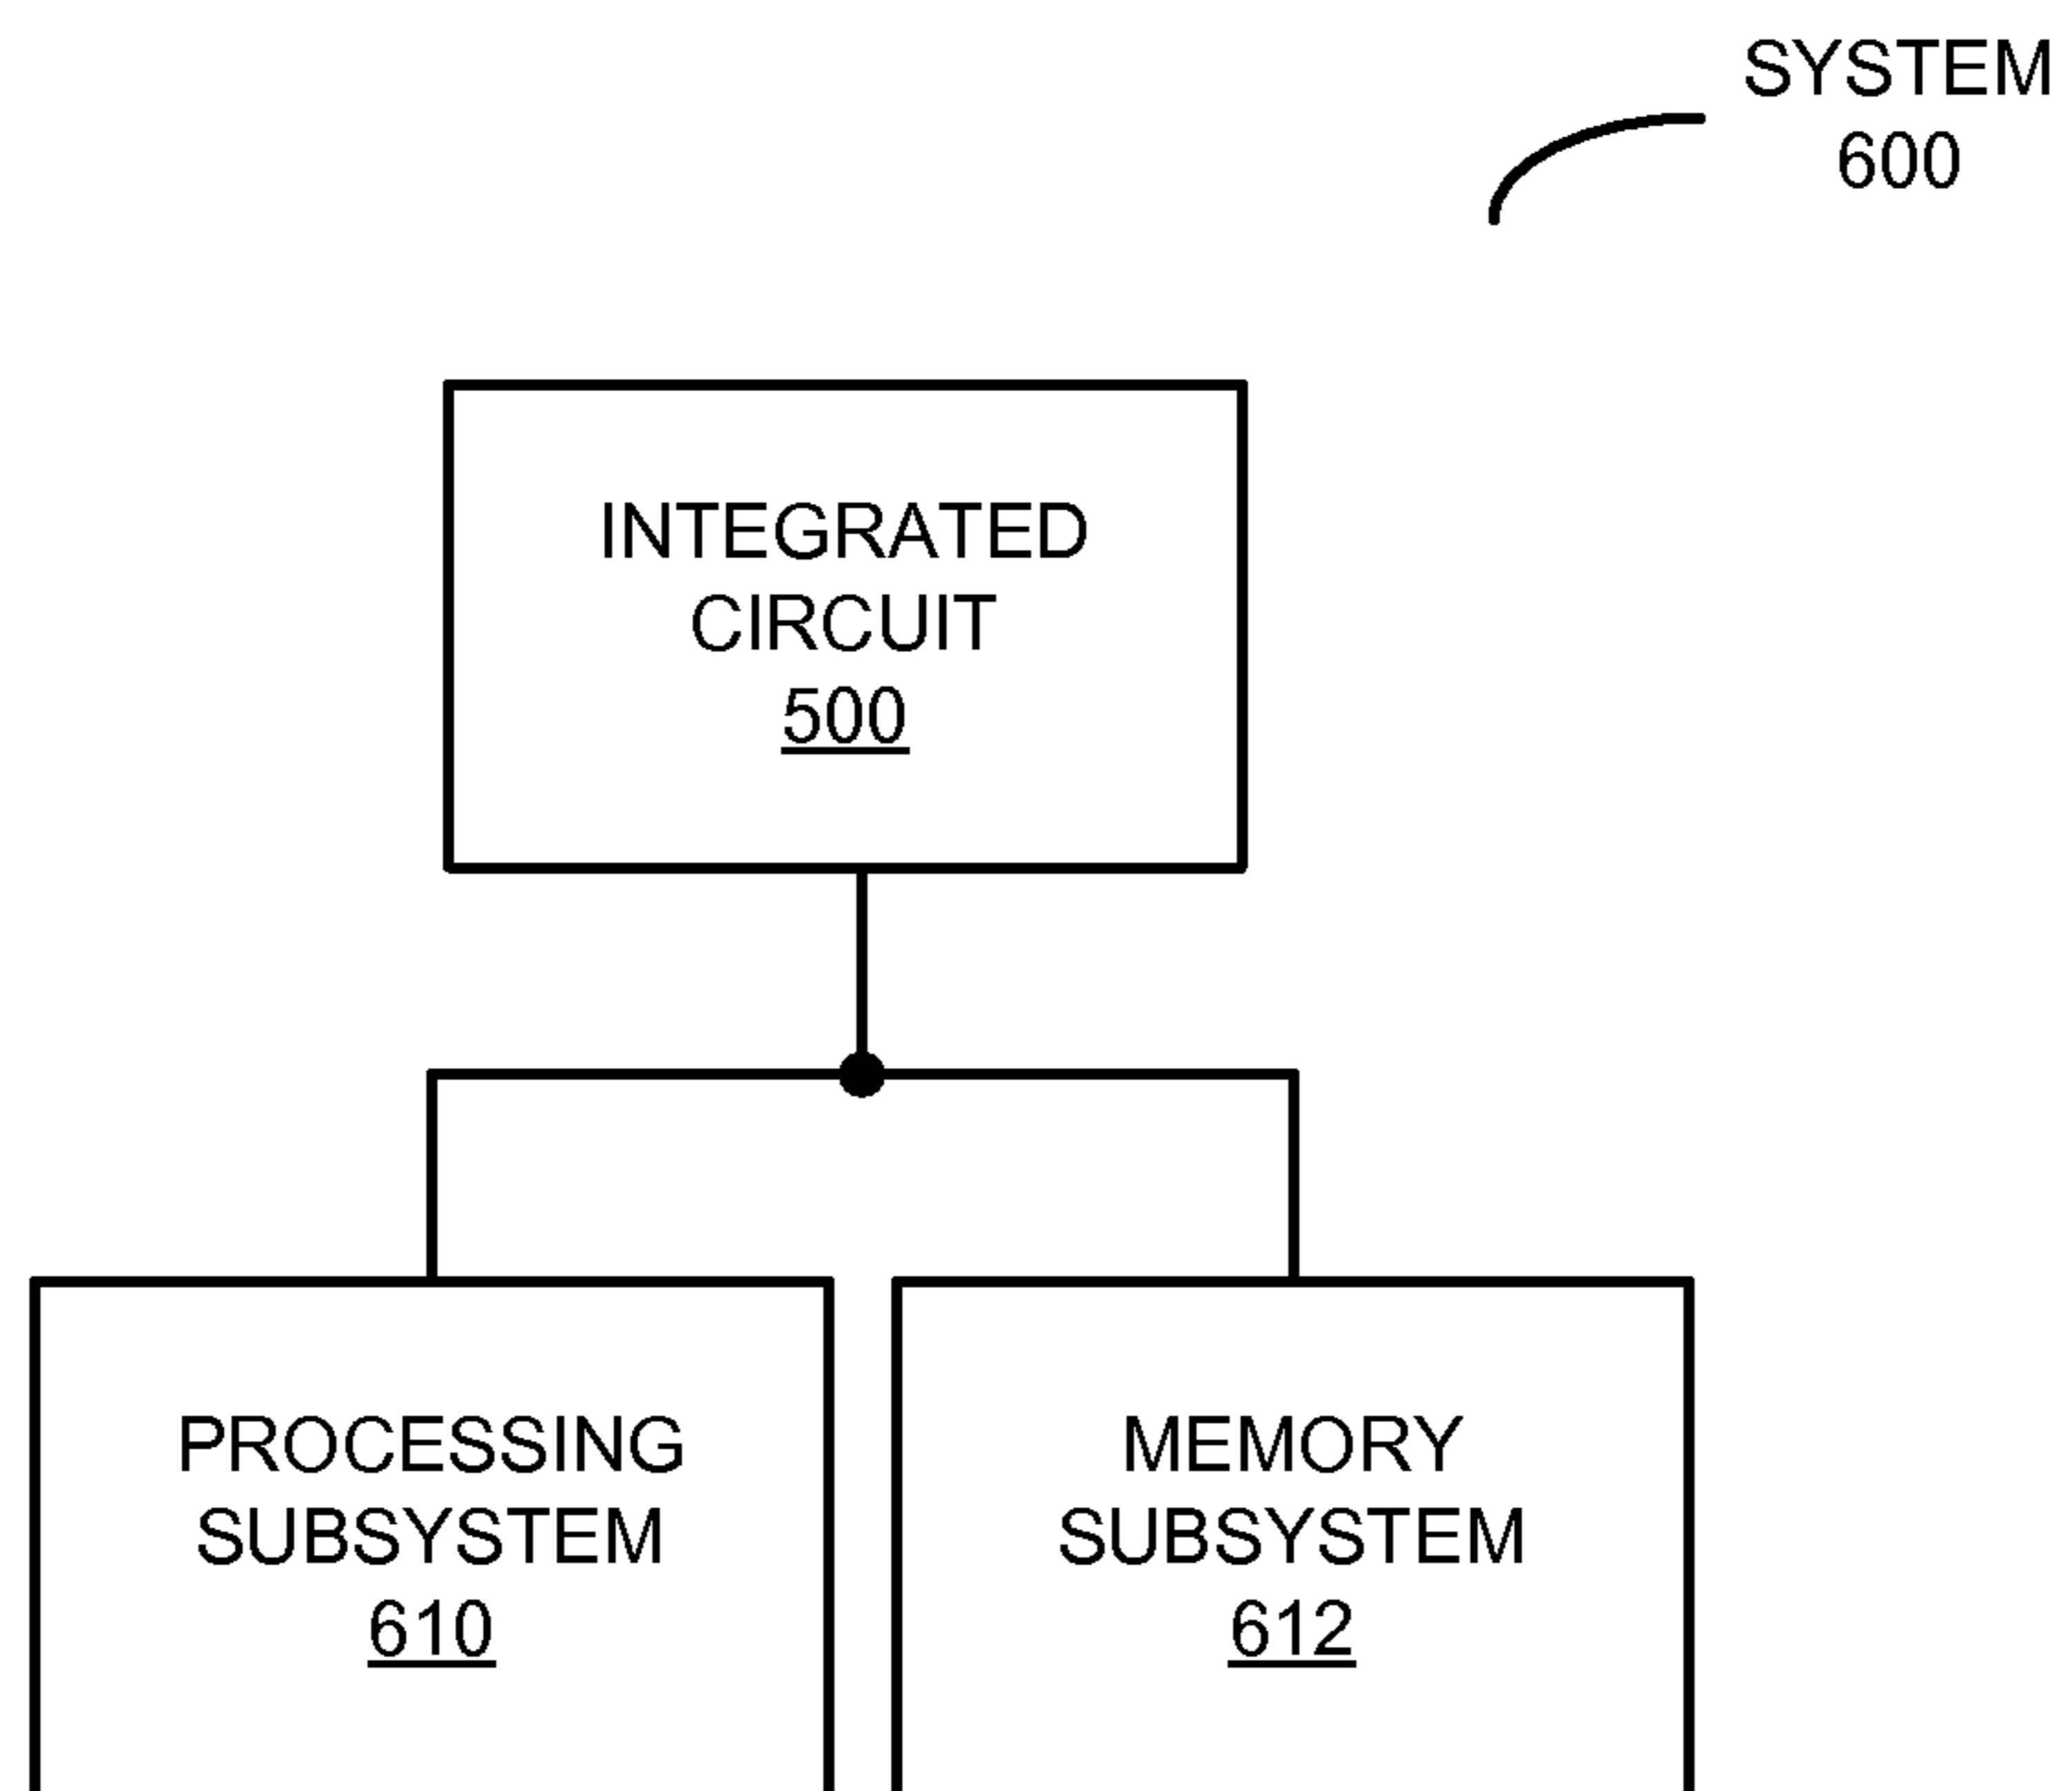 SYSTEM
600
INTEGRATED
CIRCUIT
500
PROCESSING
SUBSYSTEM
610
MEMORY
SUBSYSTEM
612